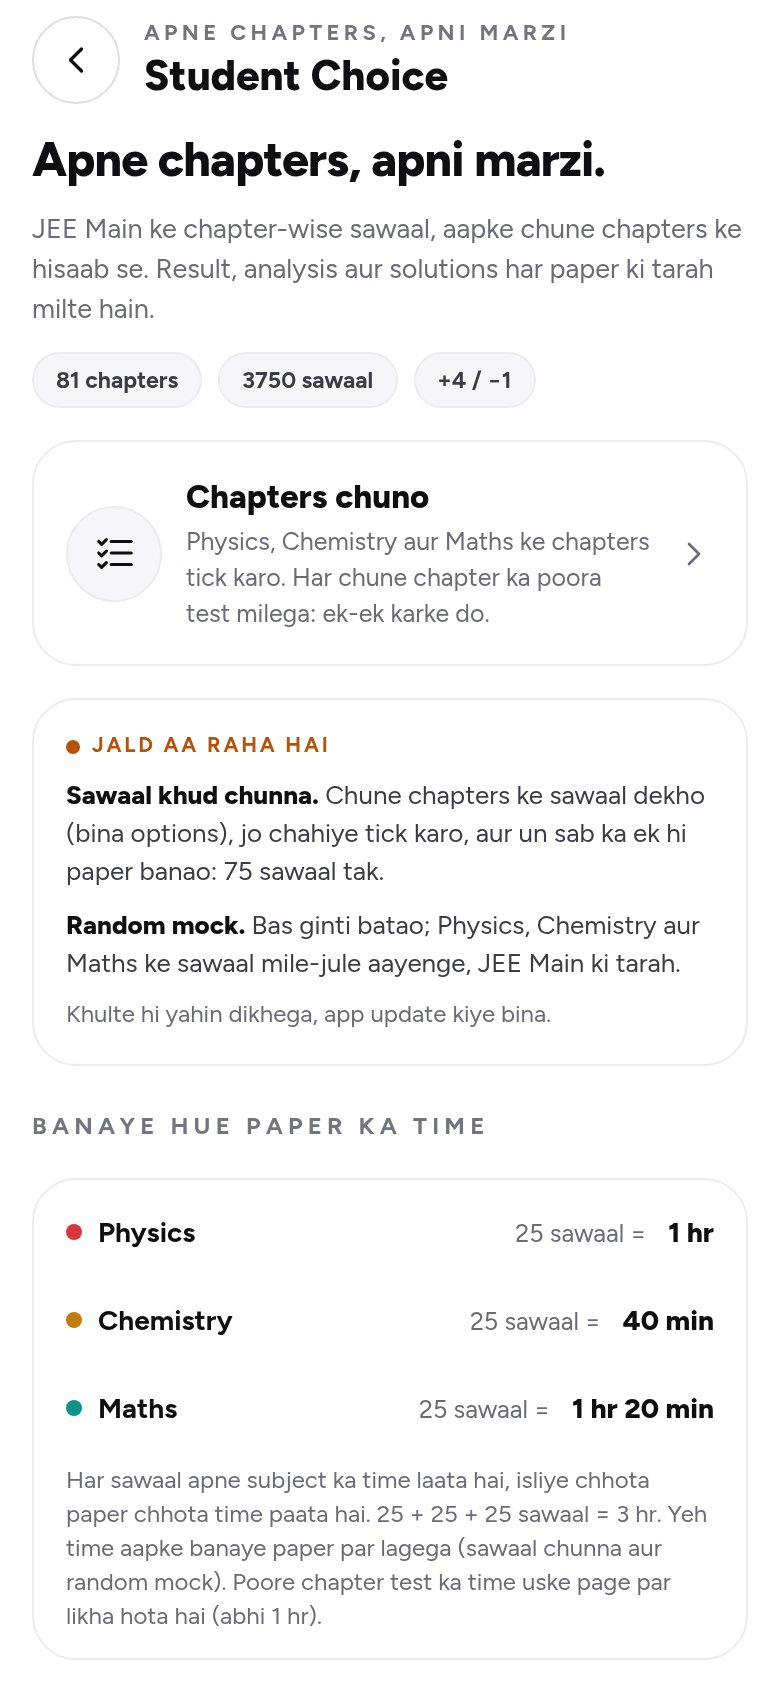 APNE CHAPTERS, APNI MARZI
Student Choice
Apne chapters, apni marzi.
JEE Main ke chapter-wise sawaal, aapke chune chapters ke
hisaab se. Result, analysis aur solutions har paper ki tarah
milte hain.
81 chapters
3750 sawaal
+4 / −1
Chapters chuno
Physics, Chemistry aur Maths ke chapters
tick karo. Har chune chapter ka poora
test milega: ek-ek karke do.
JALD AA RAHA HAI
Sawaal khud chunna. Chune chapters ke sawaal dekho
(bina options), jo chahiye tick karo, aur un sab ka ek hi
paper banao: 75 sawaal tak.
Random mock. Bas ginti batao; Physics, Chemistry aur
Maths ke sawaal mile-jule aayenge, JEE Main ki tarah.
Khulte hi yahin dikhega, app update kiye bina.
BANAYE HUE PAPER KA TIME
Physics 25 sawaal = 1 hr
Chemistry 25 sawaal = 40 min
Maths 25 sawaal = 1 hr 20 min
Har sawaal apne subject ka time laata hai, isliye chhota
paper chhota time paata hai. 25 + 25 + 25 sawaal = 3 hr. Yeh
time aapke banaye paper par lagega (sawaal chunna aur
random mock). Poore chapter test ka time uske page par
likha hota hai (abhi 1 hr).